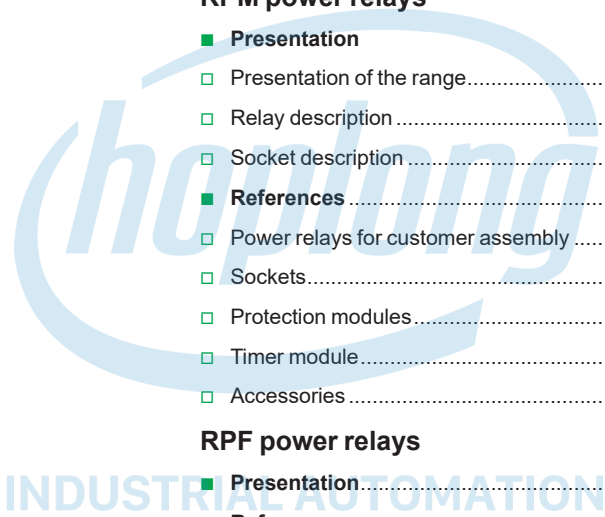 RPM power relays
■ Presentation
□ Presentation of the range......................
□ Relay description ...................................
□ Socket description .................................
■ References ...........................................
□ Power relays for customer assembly .....
□ Sockets..................................................
□ Protection modules................................
□ Timer module.........................................
□ Accessories ...........................................
hoplong
RPF power relays
■ Presentation.........................................
INDUSTRIAL AUTOMATION